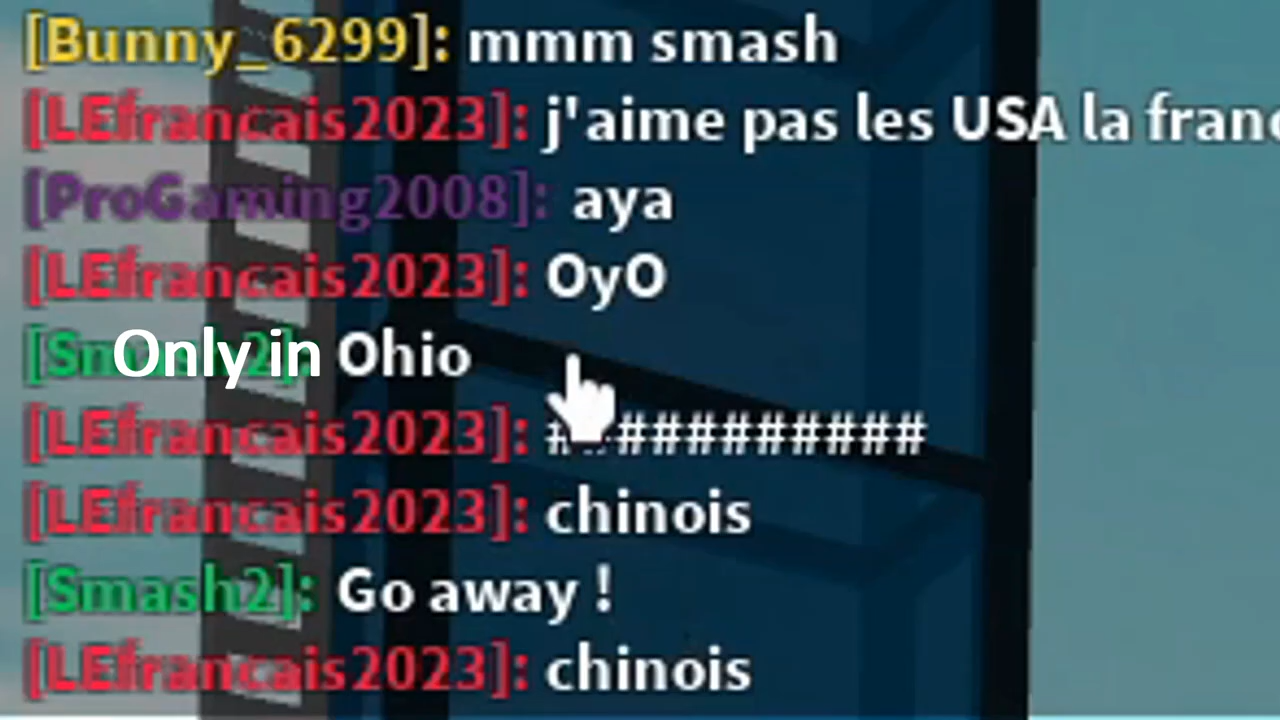 [Bunny_6299]: mmm smash
[LEfrancais2023]: j'aime pas les USA la franc
[ProGaming2008]: aya
[LEfrancais2023]: OyO
[Smash2]: Only in Ohio
[LEfrancais2023]: ###########
[LEfrancais2023]: chinois
[Smash2]: Go away !
[LEfrancais2023]: chinois